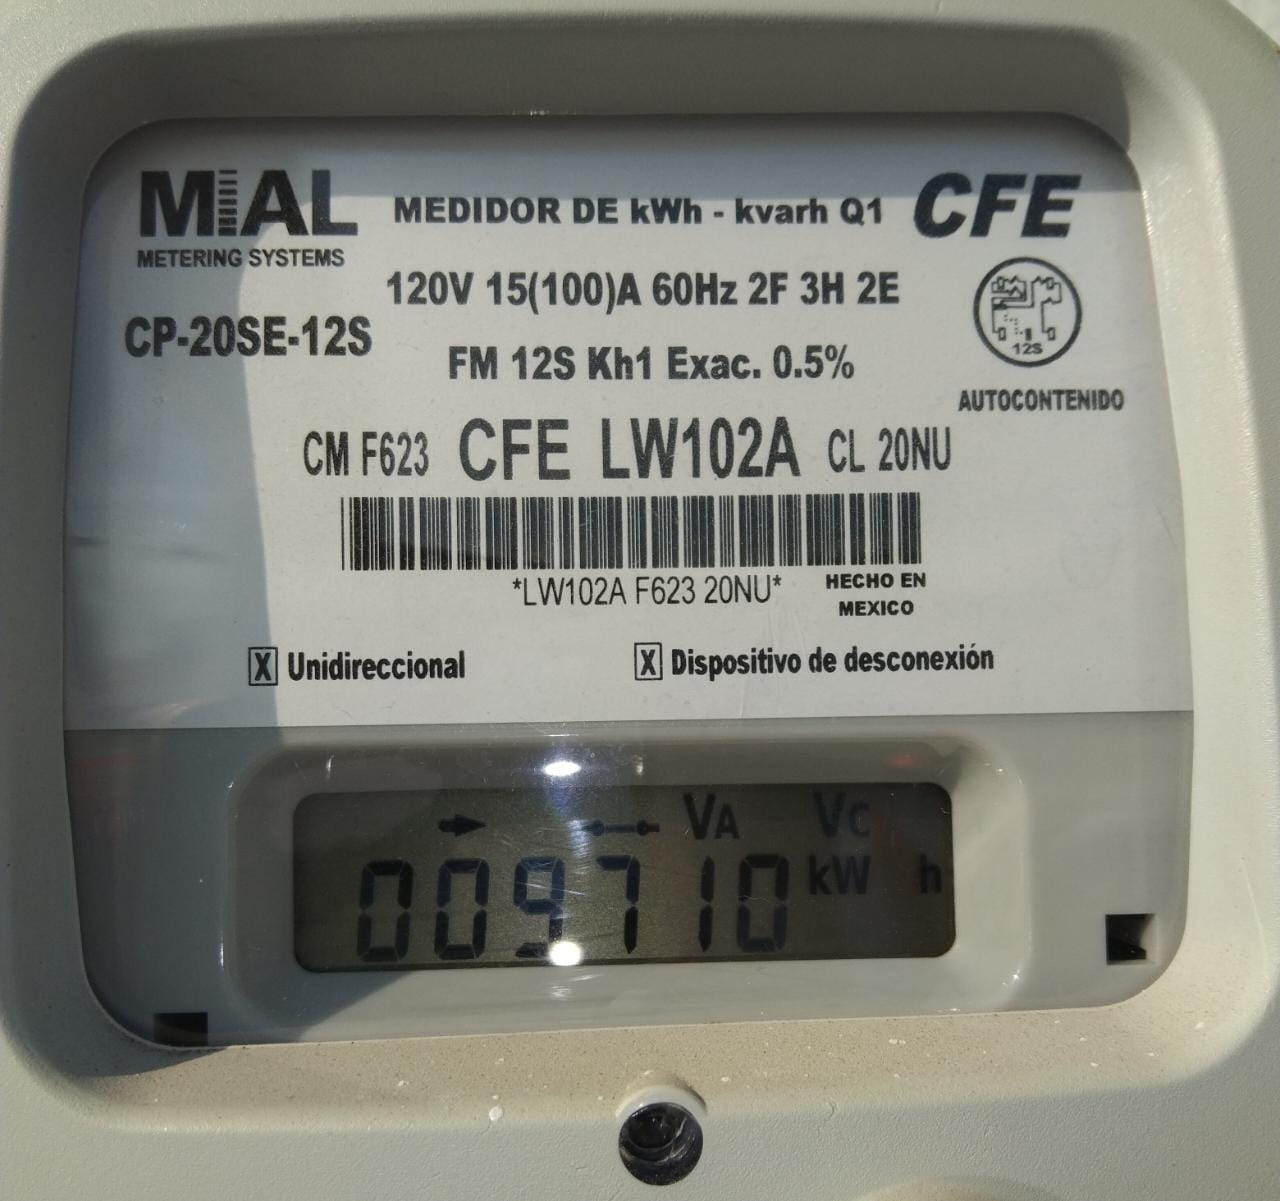 MIAL
METERING SYSTEMS
MEDIDOR DE kWh - kvarh Q1
CFE
120V 15(100)A 60Hz 2F 3H 2E
CP-20SE-12S
FM 12S Kh1 Exac. 0.5%
12S
AUTOCONTENIDO
CM F623 CFE LW102A CL 20NU
*LW102A F623 20NU*
HECHO EN
MEXICO
X Unidireccional
X Dispositivo de desconexión
VA VC
009710 kW h